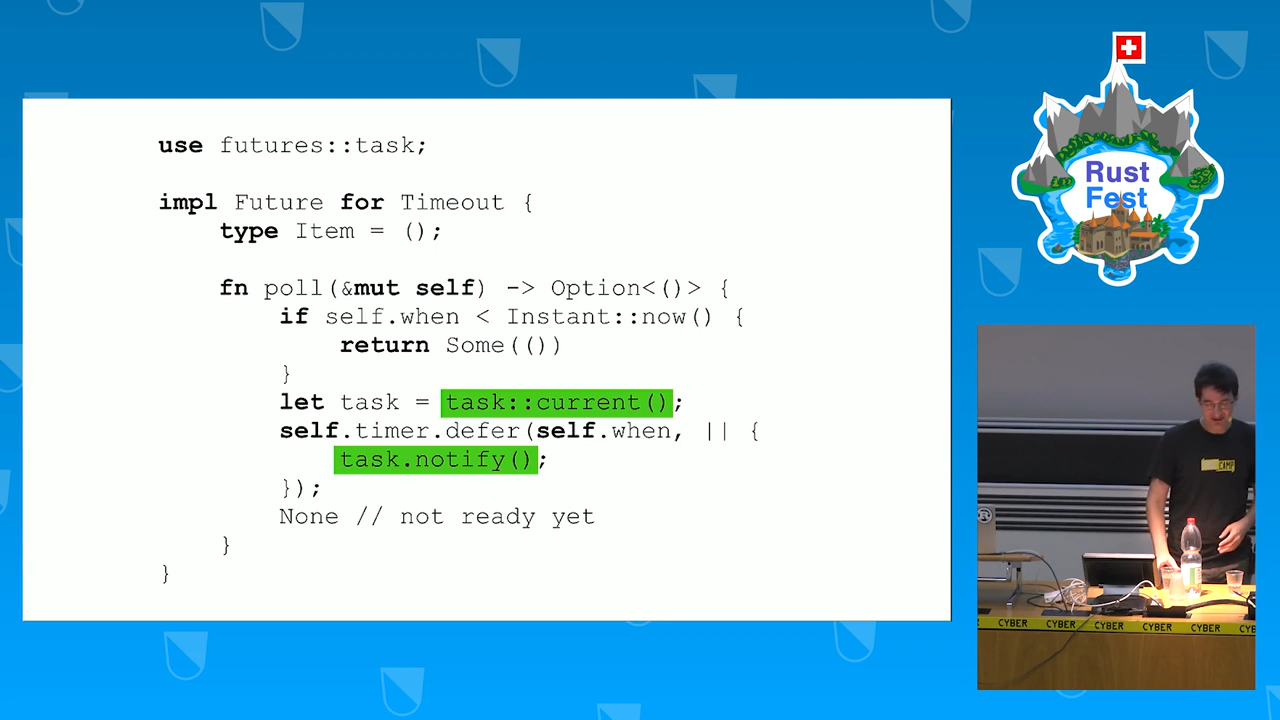 use futures::task;
impl Future for Timeout {
    type Item = ();
    fn poll(&mut self) -> Option<()> {
        if self.when < Instant::now() {
            return Some(())
        }
        let task = task::current();
        self.timer.defer(self.when, || {
            task.notify();
        });
        None // not ready yet
    }
}
Rust
Fest
CAMP
CYBER CYBER CYBER CYBER CYBER